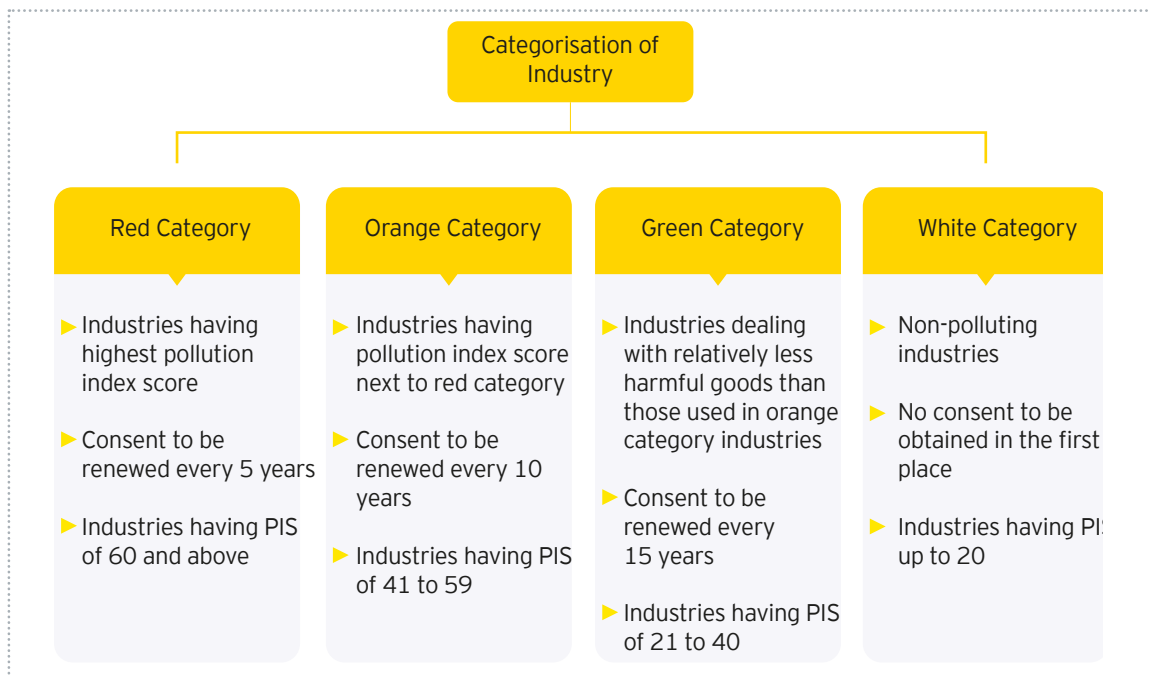 Categorisation of
Industry
Red Category
Industries having
highest pollution
index score
Consent to be
renewed every 5 years
Industries having PIS
of 60 and above
Orange Category
Industries having
pollution index score
next to red category
Consent to be
renewed every 10
years
Industries having PIS
of 41 to 59
Green Category
Industries dealing
with relatively less
harmful goods than
those used in orange
category industries
Consent to be
renewed every
15 years
Industries having PIS
of 21 to 40
White Category
Non-polluting
industries
No consent to be
obtained in the first
place
Industries having PIS
up to 20